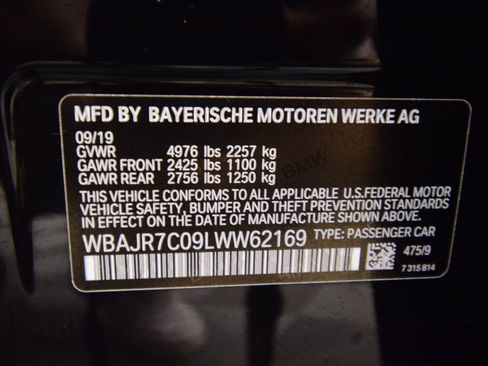 MFD BY BAYERISCHE MOTOREN WERKE AG
09/19
GVWR 4976 lbs 2257 kg
GAWR FRONT 2425 lbs 1100 kg
GAWR REAR 2756 lbs 1250 kg
BMW
THIS VEHICLE CONFORMS TO ALL APPLICABLE U.S.FEDERAL MOTOR
VEHICLE SAFETY, BUMPER AND THEFT PREVENTION STANDARDS
IN EFFECT ON THE DATE OF MANUFACTURE SHOWN ABOVE.
WBAJR7C09LWW62169 TYPE: PASSENGER CAR
475/9
7 315 814